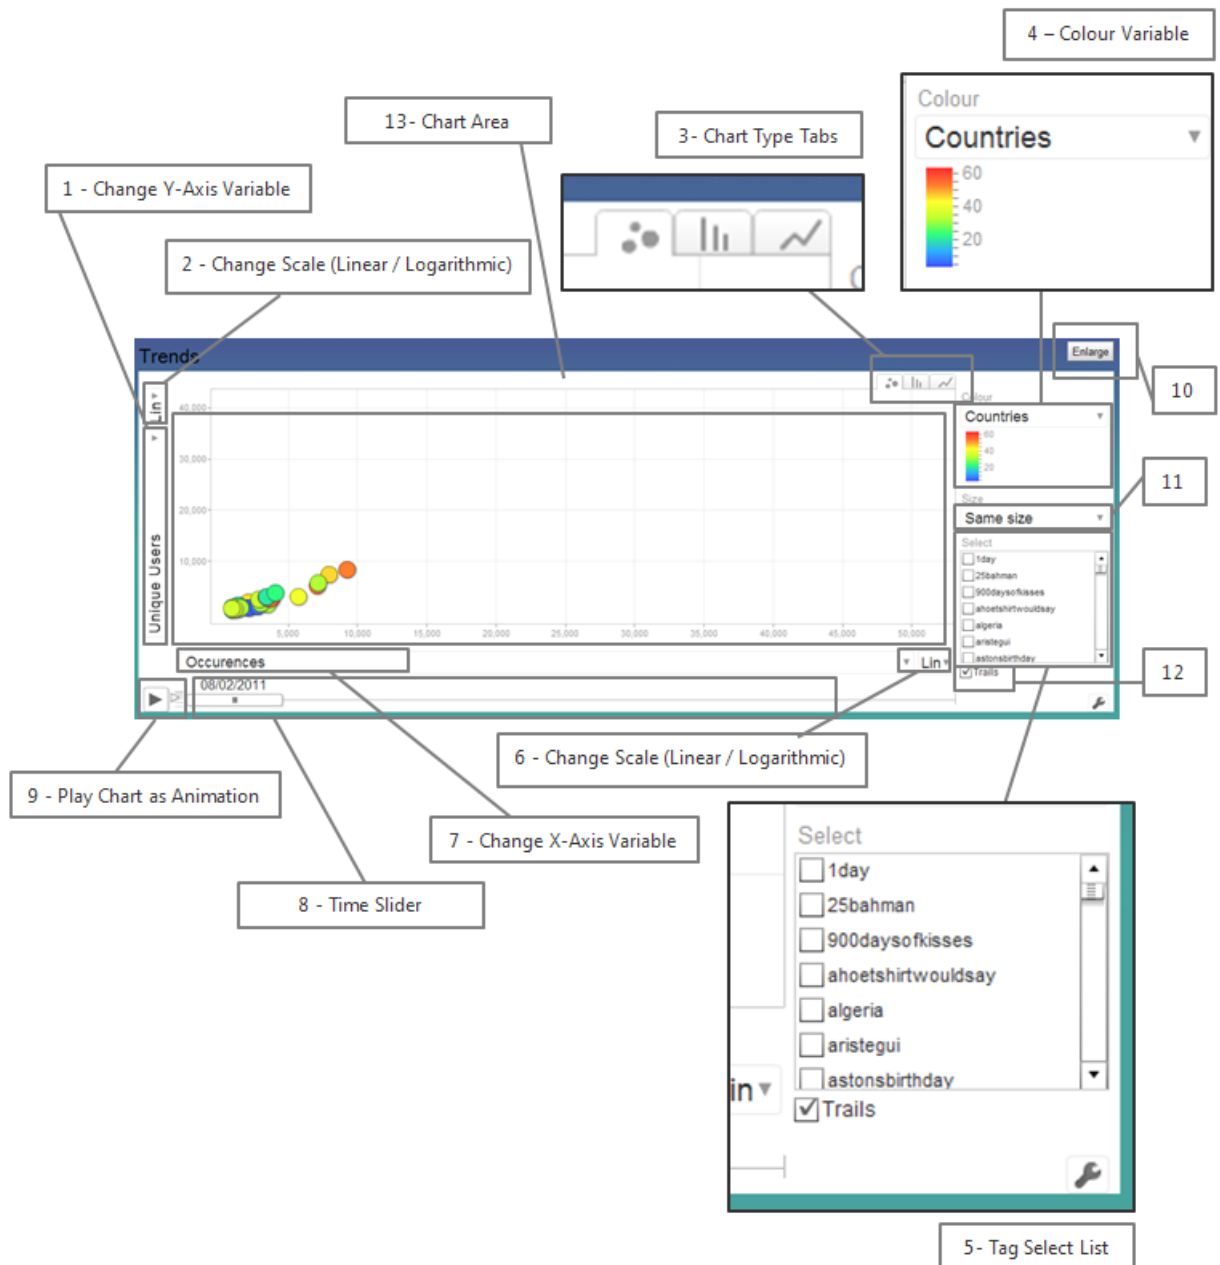 4 – Colour Variable
Colour
Countries
60
40
20
13- Chart Area
3- Chart Type Tabs
1 - Change Y-Axis Variable
2 - Change Scale (Linear / Logarithmic)
Trends
Enlarge
10
Lin
Colour
Countries
60
40
20
40,000
30,000
20,000
10,000
11
Size
Same size
Select
1day
25bahman
900daysofkisses
ahoetshirtwouldsay
algeria
aristegui
astonsbirthday
Unique Users
5,000
10,000
15,000
20,000
25,000
30,000
35,000
40,000
45,000
50,000
Occurences
Lin
Trails
12
08/02/2011
6 - Change Scale (Linear / Logarithmic)
9 - Play Chart as Animation
7 - Change X-Axis Variable
8 - Time Slider
Select
1day
25bahman
900daysofkisses
ahoetshirtwouldsay
algeria
aristegui
astonsbirthday
in
Trails
5- Tag Select List